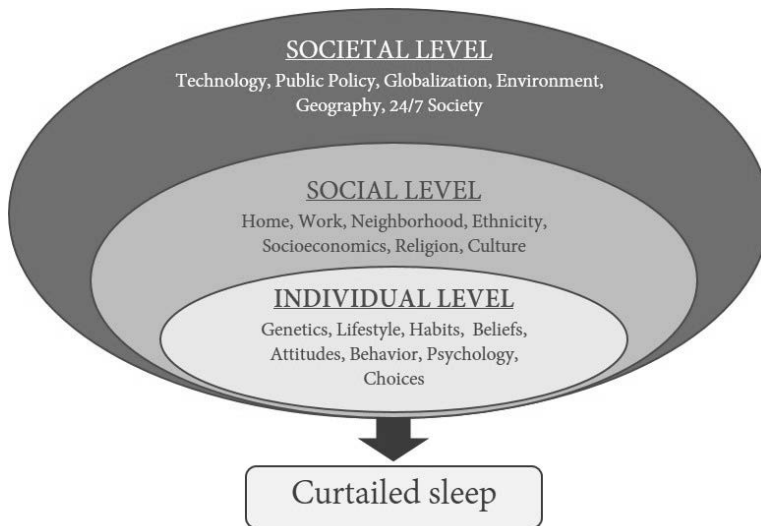 SOCIETAL LEVEL
Technology, Public Policy, Globalization, Environment,
Geography, 24/7 Society
SOCIAL LEVEL
Home, Work, Neighborhood, Ethnicity,
Socioeconomics, Religion, Culture
INDIVIDUAL LEVEL
Genetics, Lifestyle, Habits, Beliefs,
Attitudes, Behavior, Psychology,
Choices
Curtailed sleep